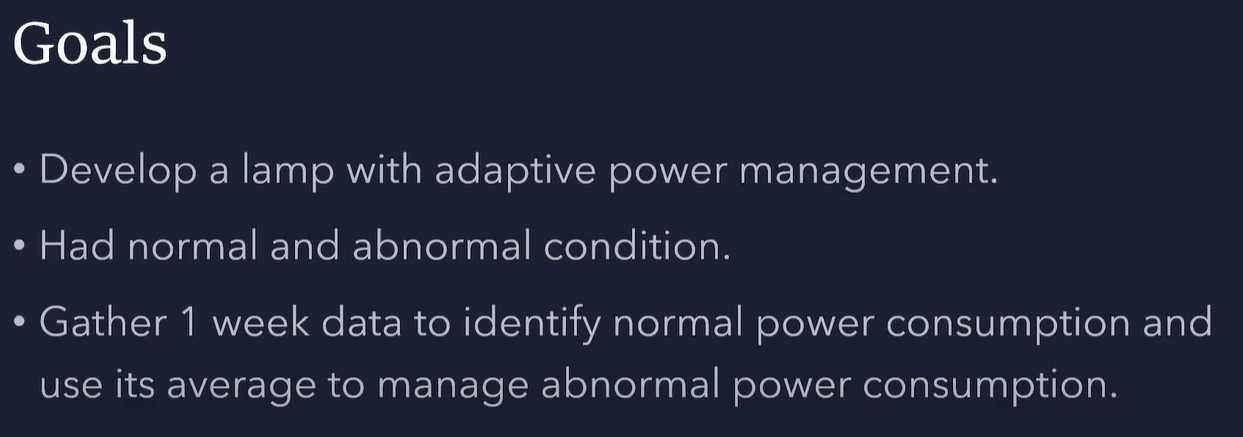 Goals
• Develop a lamp with adaptive power management.
• Had normal and abnormal condition.
• Gather 1 week data to identify normal power consumption and
use its average to manage abnormal power consumption.